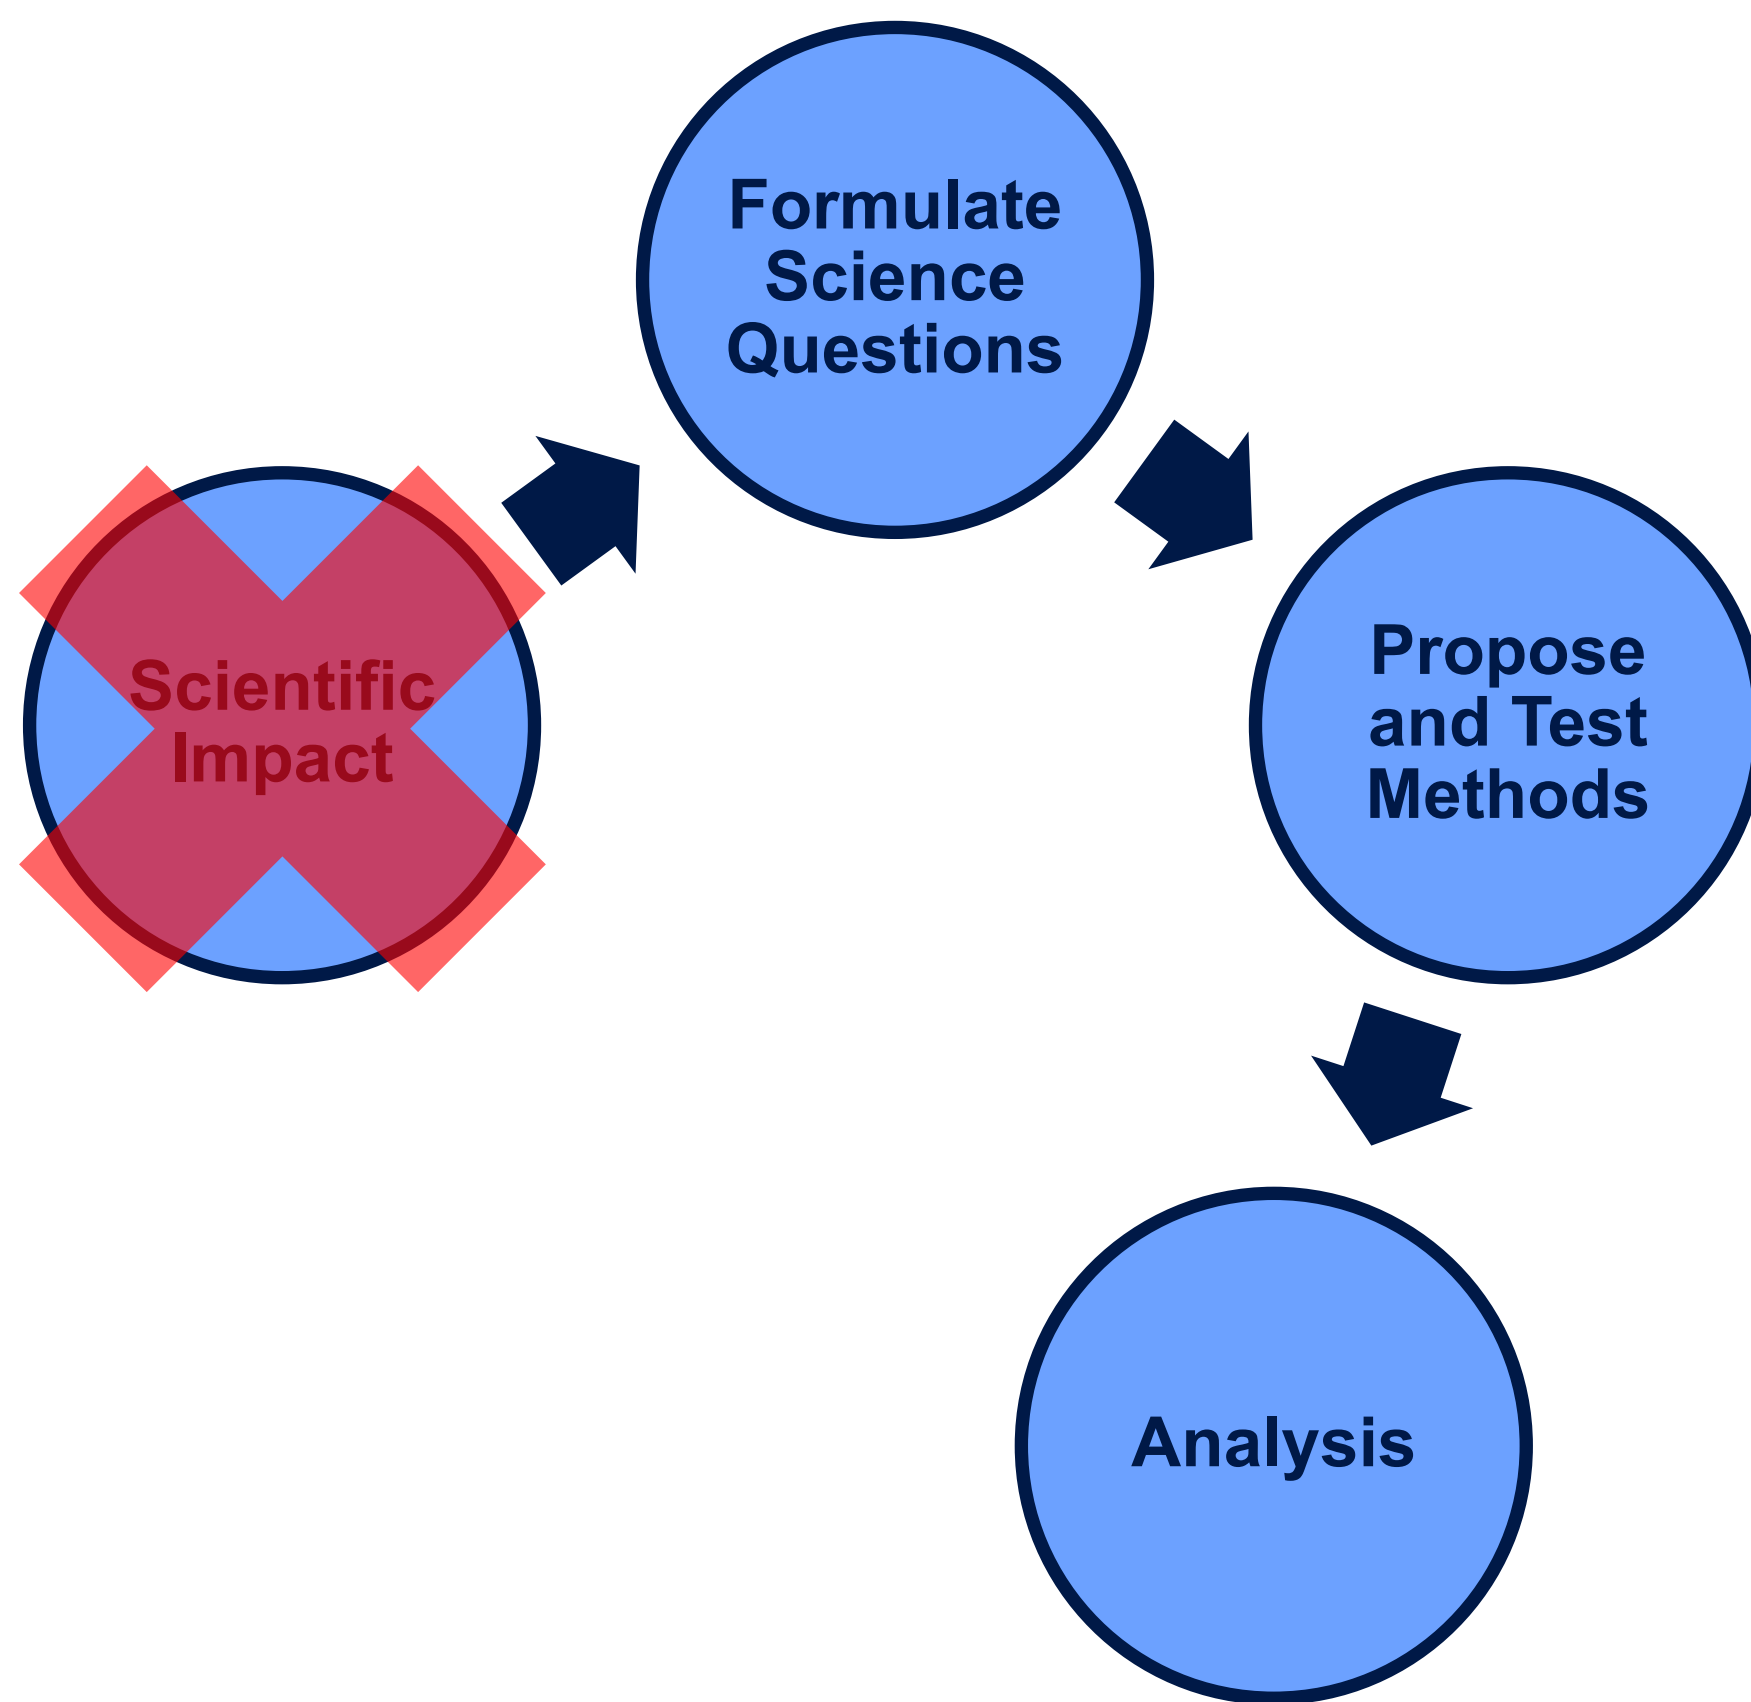 Formulate
Science
Questions
Scientific
Impact
Propose
and Test
Methods
Analysis